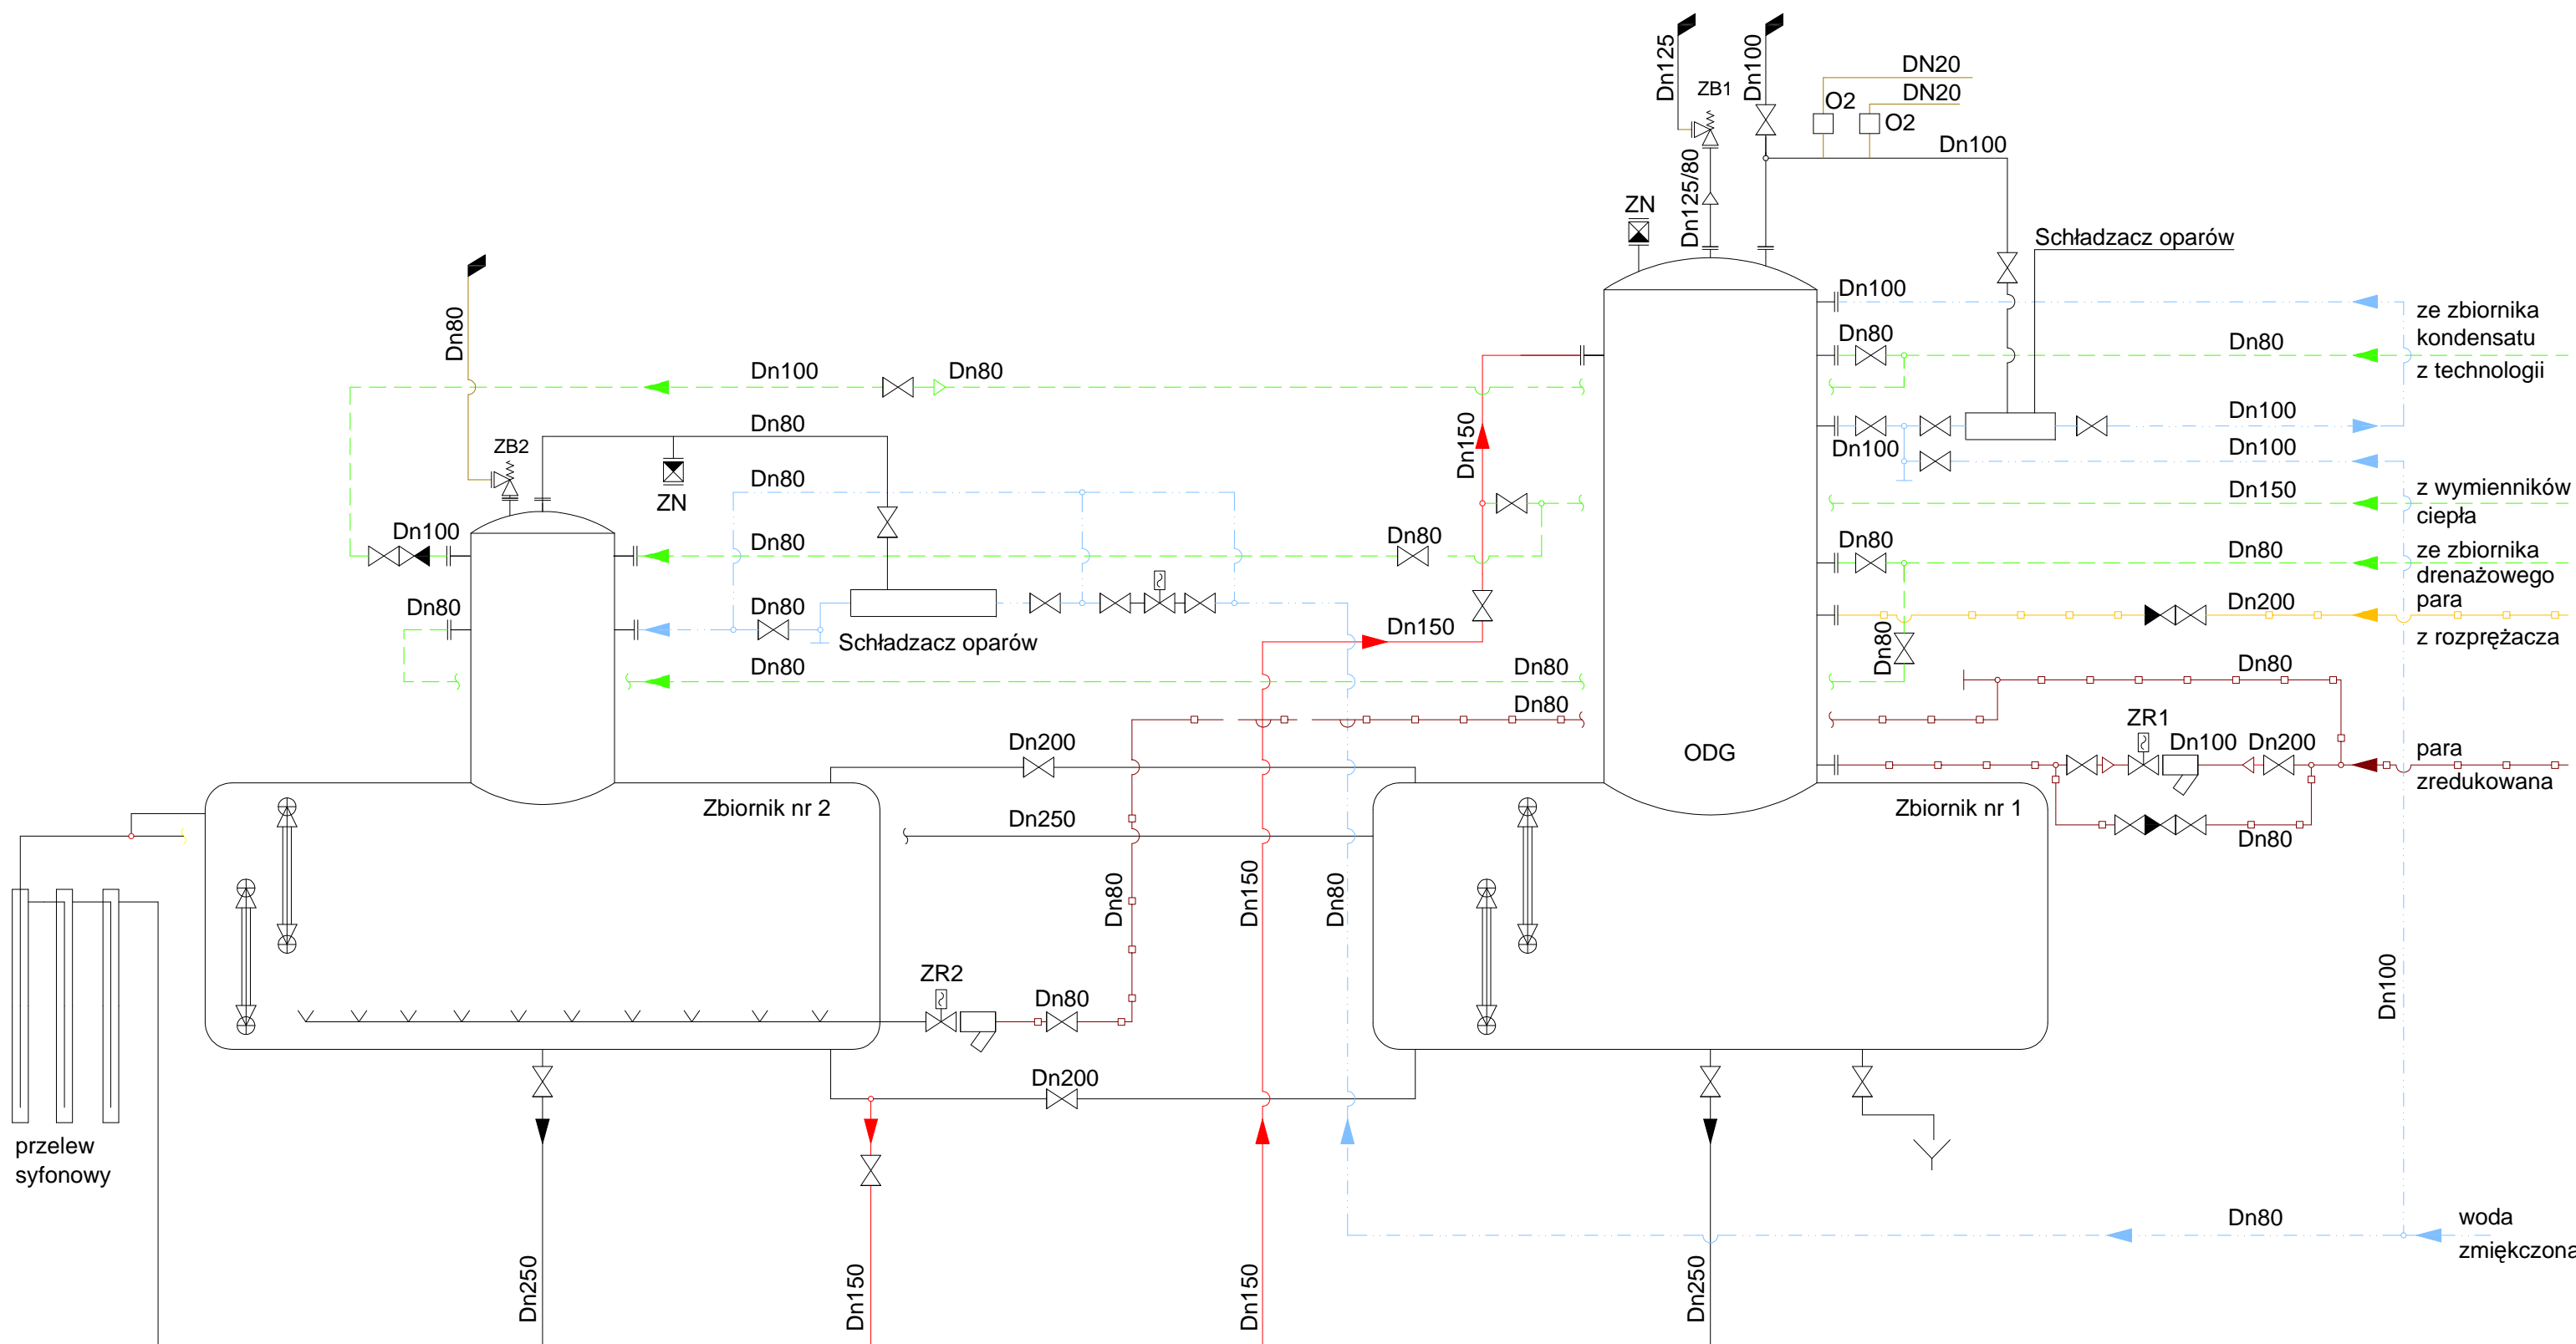 Dn125
ZB1
Dn100
DN20
DN20
O2
O2
Dn100
Dn125/80
ZN
Schładzacz oparów
Dn80
Dn100
ze zbiornika
kondensatu
z technologii
Dn80
Dn80
Dn100
Dn80
Dn80
ZB2
ZN
Dn80
Dn150
Dn100
Dn100
Dn100
Dn150
z wymienników
ciepła
Dn100
Dn80
Dn80
Dn80
Dn80
ze zbiornika
drenażowego
para
z rozprężacza
Dn200
Dn80
Dn80
Schładzacz oparów
Dn150
Dn80
Dn80
Dn80
Dn80
Dn80
ODG
ZR1
Dn100
Dn200
para
zredukowana
Dn80
Dn200
Zbiornik nr 2
Dn250
Zbiornik nr 1
Dn80
Dn150
Dn80
Dn100
ZR2
Dn80
Dn200
przelew
syfonowy
Dn80
woda
zmiękczona
Dn250
Dn150
Dn150
Dn250